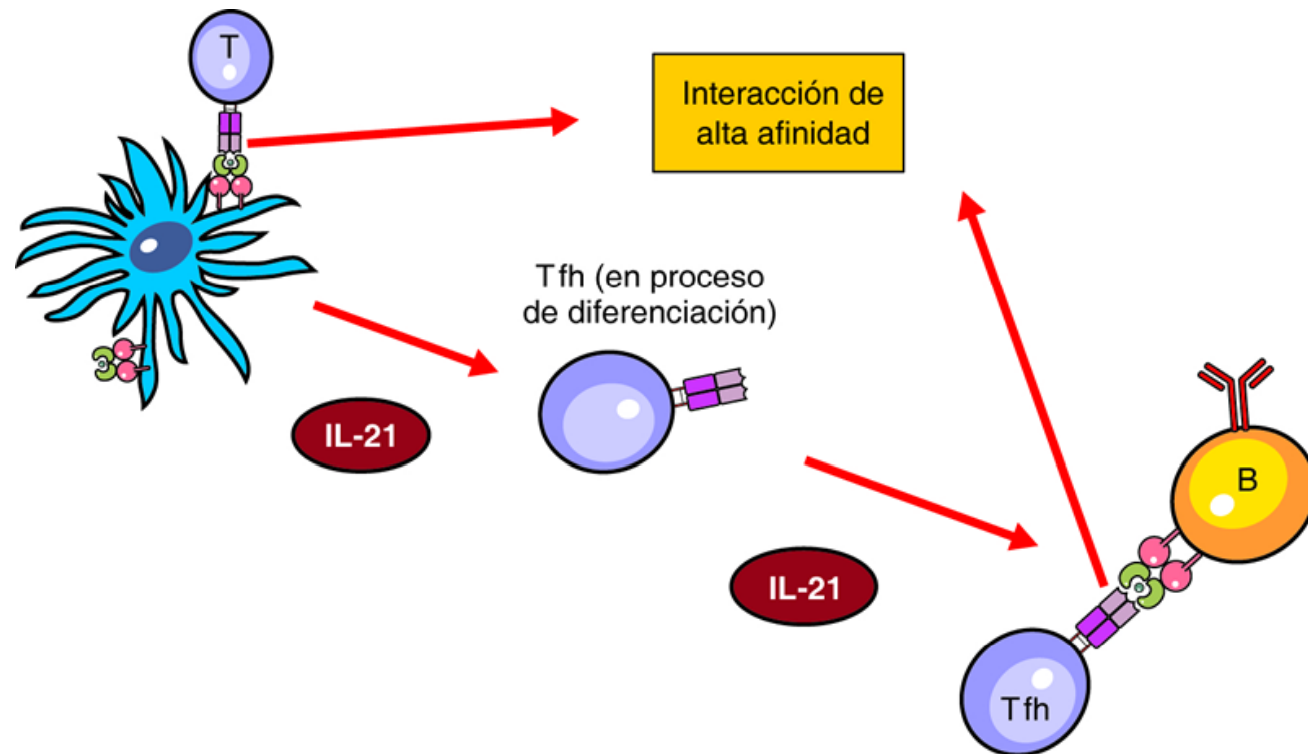 T
Interacción de
alta afinidad
Tfh (en proceso
de diferenciación)
IL-21
B
IL-21
Tfh